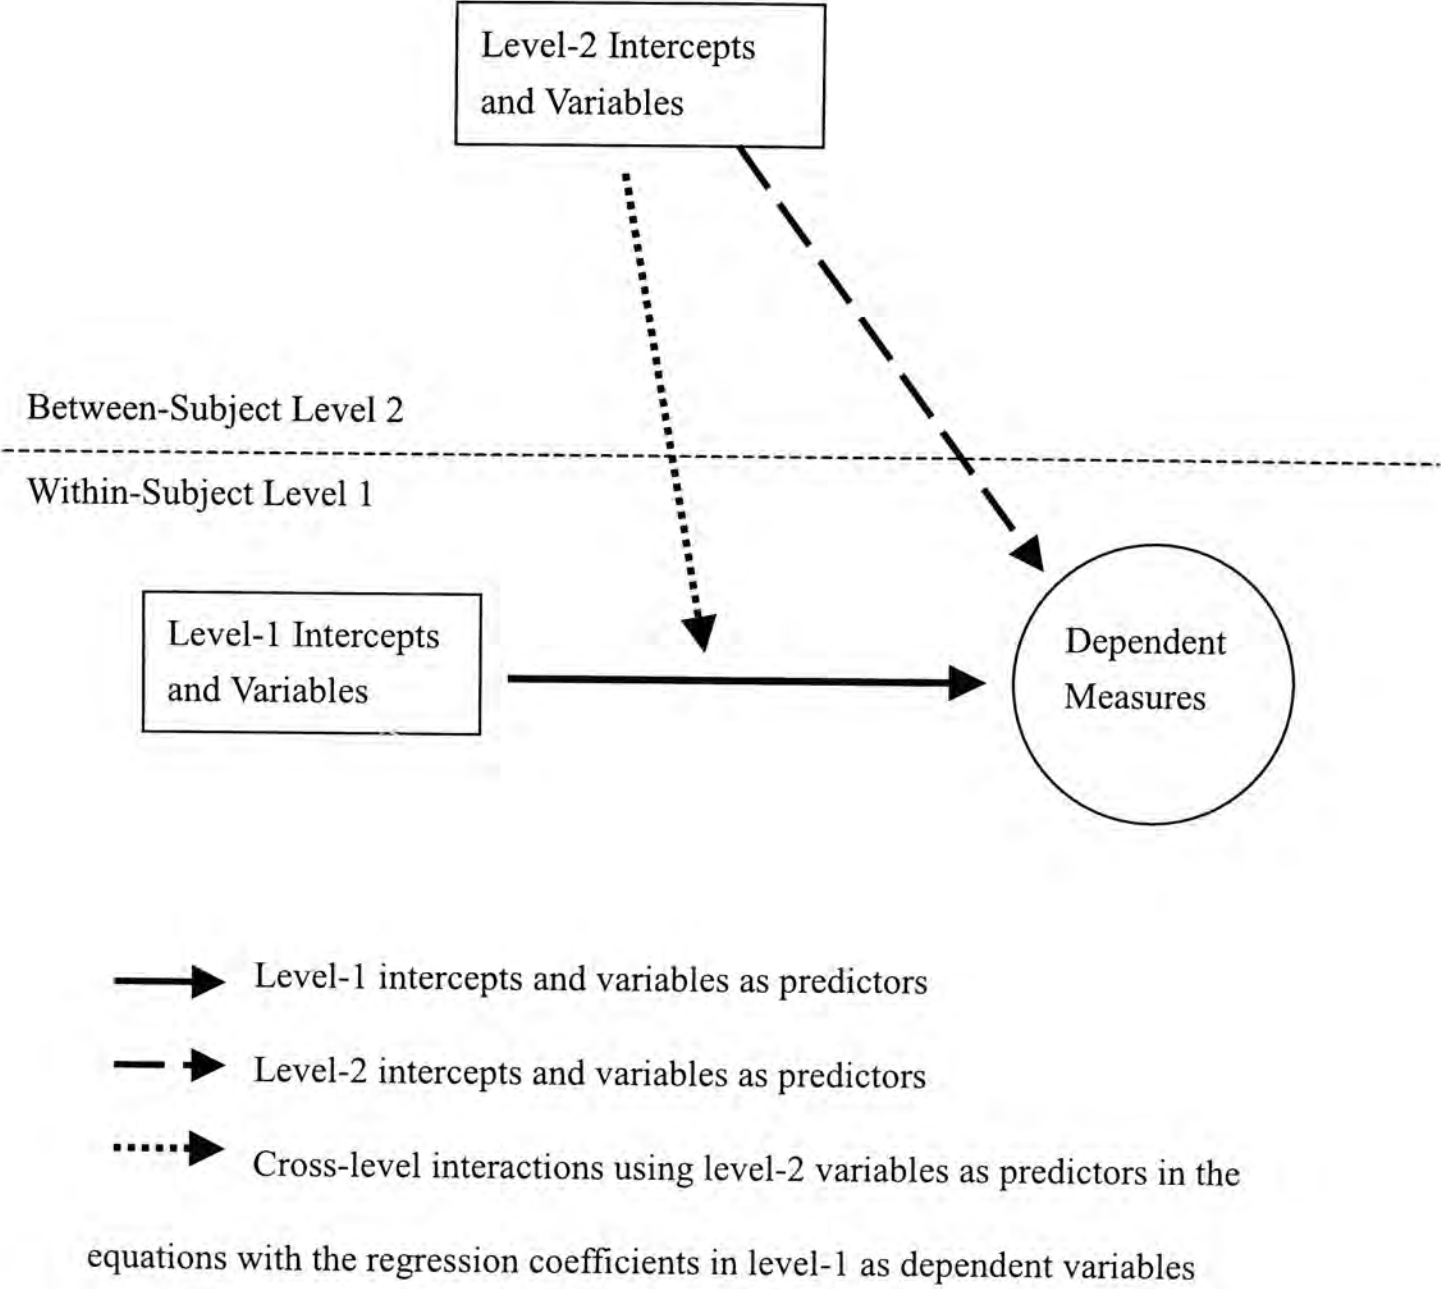 Level-2 Intercepts
and Variables
Between-Subject Level 2
Within-Subject Level 1
Level-1 Intercepts
and Variables
Dependent
Measures
Level-1 intercepts and variables as predictors
Level-2 intercepts and variables as predictors
Cross-level interactions using level-2 variables as predictors in the
equations with the regression coefficients in level-1 as dependent variables